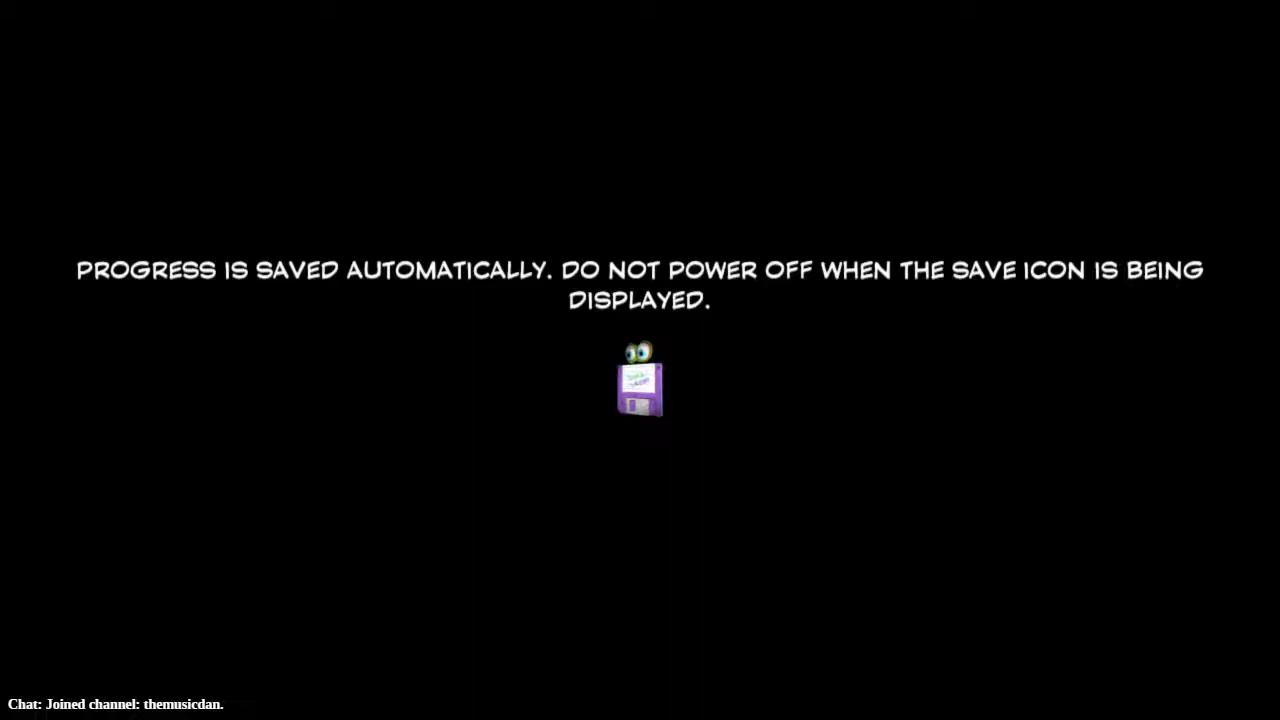 PROGRESS IS SAVED AUTOMATICALLY. DO NOT POWER OFF WHEN THE SAVE ICON IS BEING
DISPLAYED.
Chat: Joined channel: themusicdan.